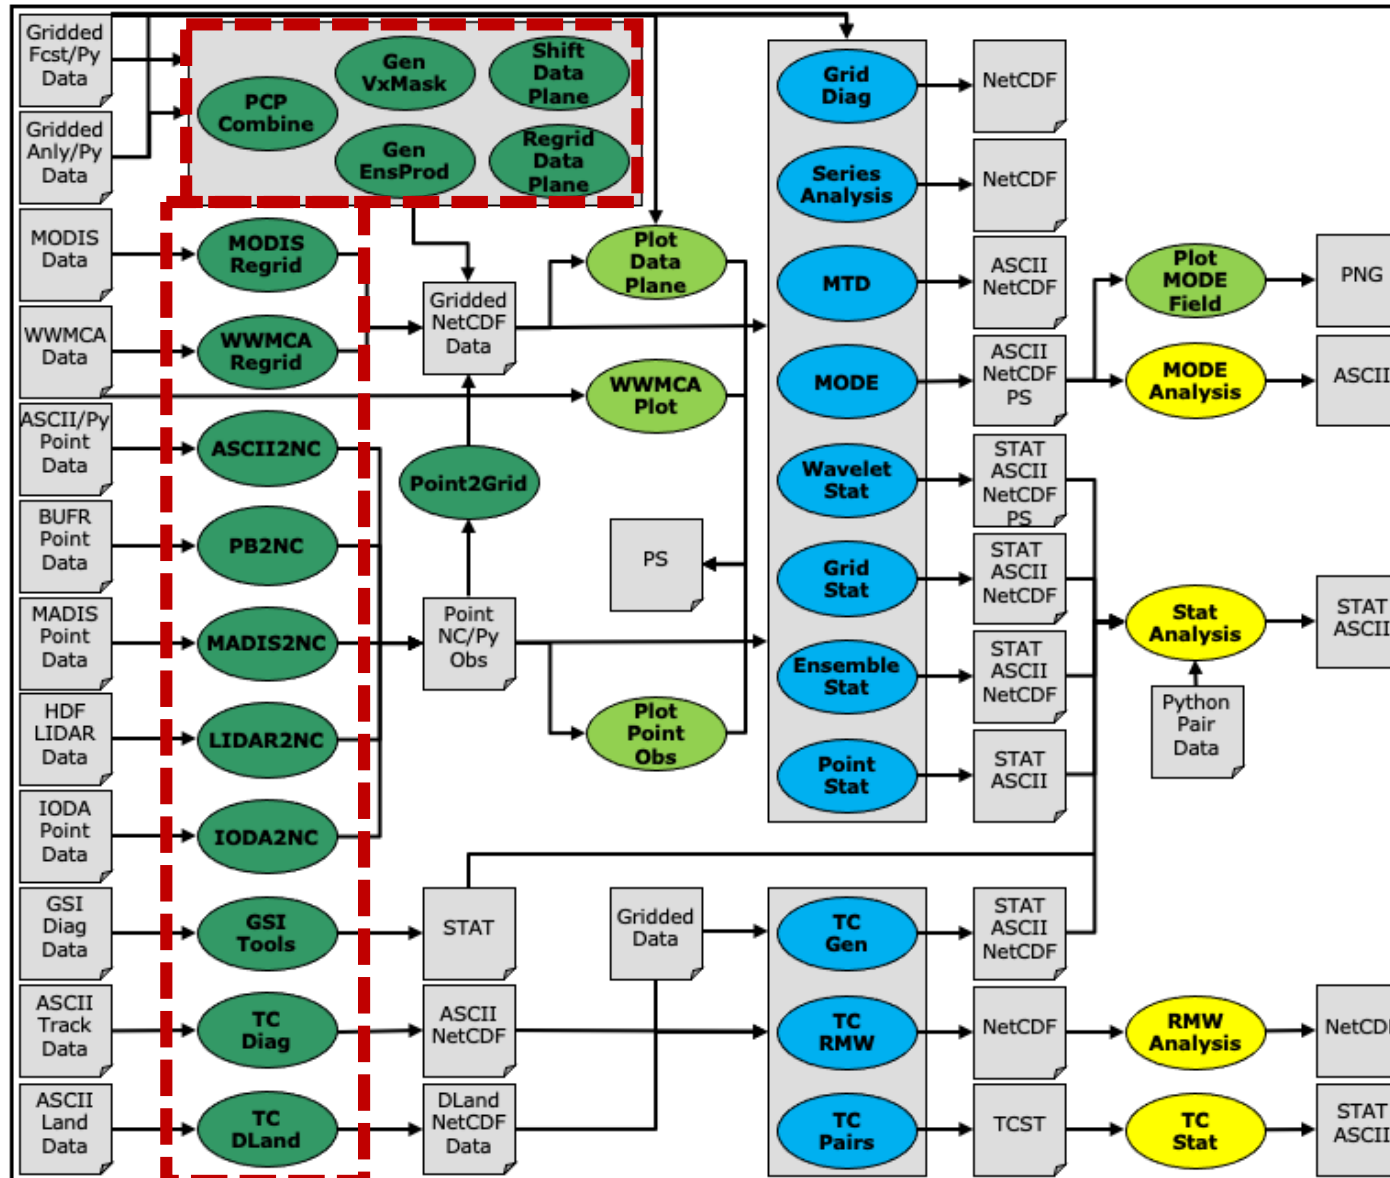 Gridded
Fcst/Py
Data
Gridded
Anly/Py
Data
MODIS
Data
WWMCA
Data
ASCII/Py
Point
Data
BUFR
Point
Data
MADIS
Point
Data
HDF
LIDAR
Data
IODA
Point
Data
GSI
Diag
Data
ASCII
Track
Data
ASCII
Land
Data
PCP
Combine
Gen
VxMask
Shift
Data
Plane
Gen
EnsProd
Regrid
Data
Plane
MODIS
Regrid
WWMCA
Regrid
ASCII2NC
PB2NC
MADIS2NC
LIDAR2NC
IODA2NC
GSI
Tools
TC
Diag
TC
DLand
Gridded
NetCDF
Data
Point2Grid
Point
NC/Py
Obs
STAT
ASCII
NetCDF
DLand
NetCDF
Data
Plot
Data
Plane
WWMCA
Plot
PS
Plot
Point
Obs
Gridded
Data
Grid
Diag
Series
Analysis
MTD
MODE
Wavelet
Stat
Grid
Stat
Ensemble
Stat
Point
Stat
TC
Gen
TC
RMW
TC
Pairs
NetCDF
NetCDF
ASCII
NetCDF
ASCII
NetCDF
PS
STAT
ASCII
NetCDF
PS
STAT
ASCII
NetCDF
STAT
ASCII
NetCDF
STAT
ASCII
STAT
ASCII
NetCDF
NetCDF
TCST
Plot
MODE
Field
MODE
Analysis
Stat
Analysis
Python
Pair
Data
RMW
Analysis
TC
Stat
PNG
ASCII
STAT
ASCII
NetCDF
STAT
ASCII